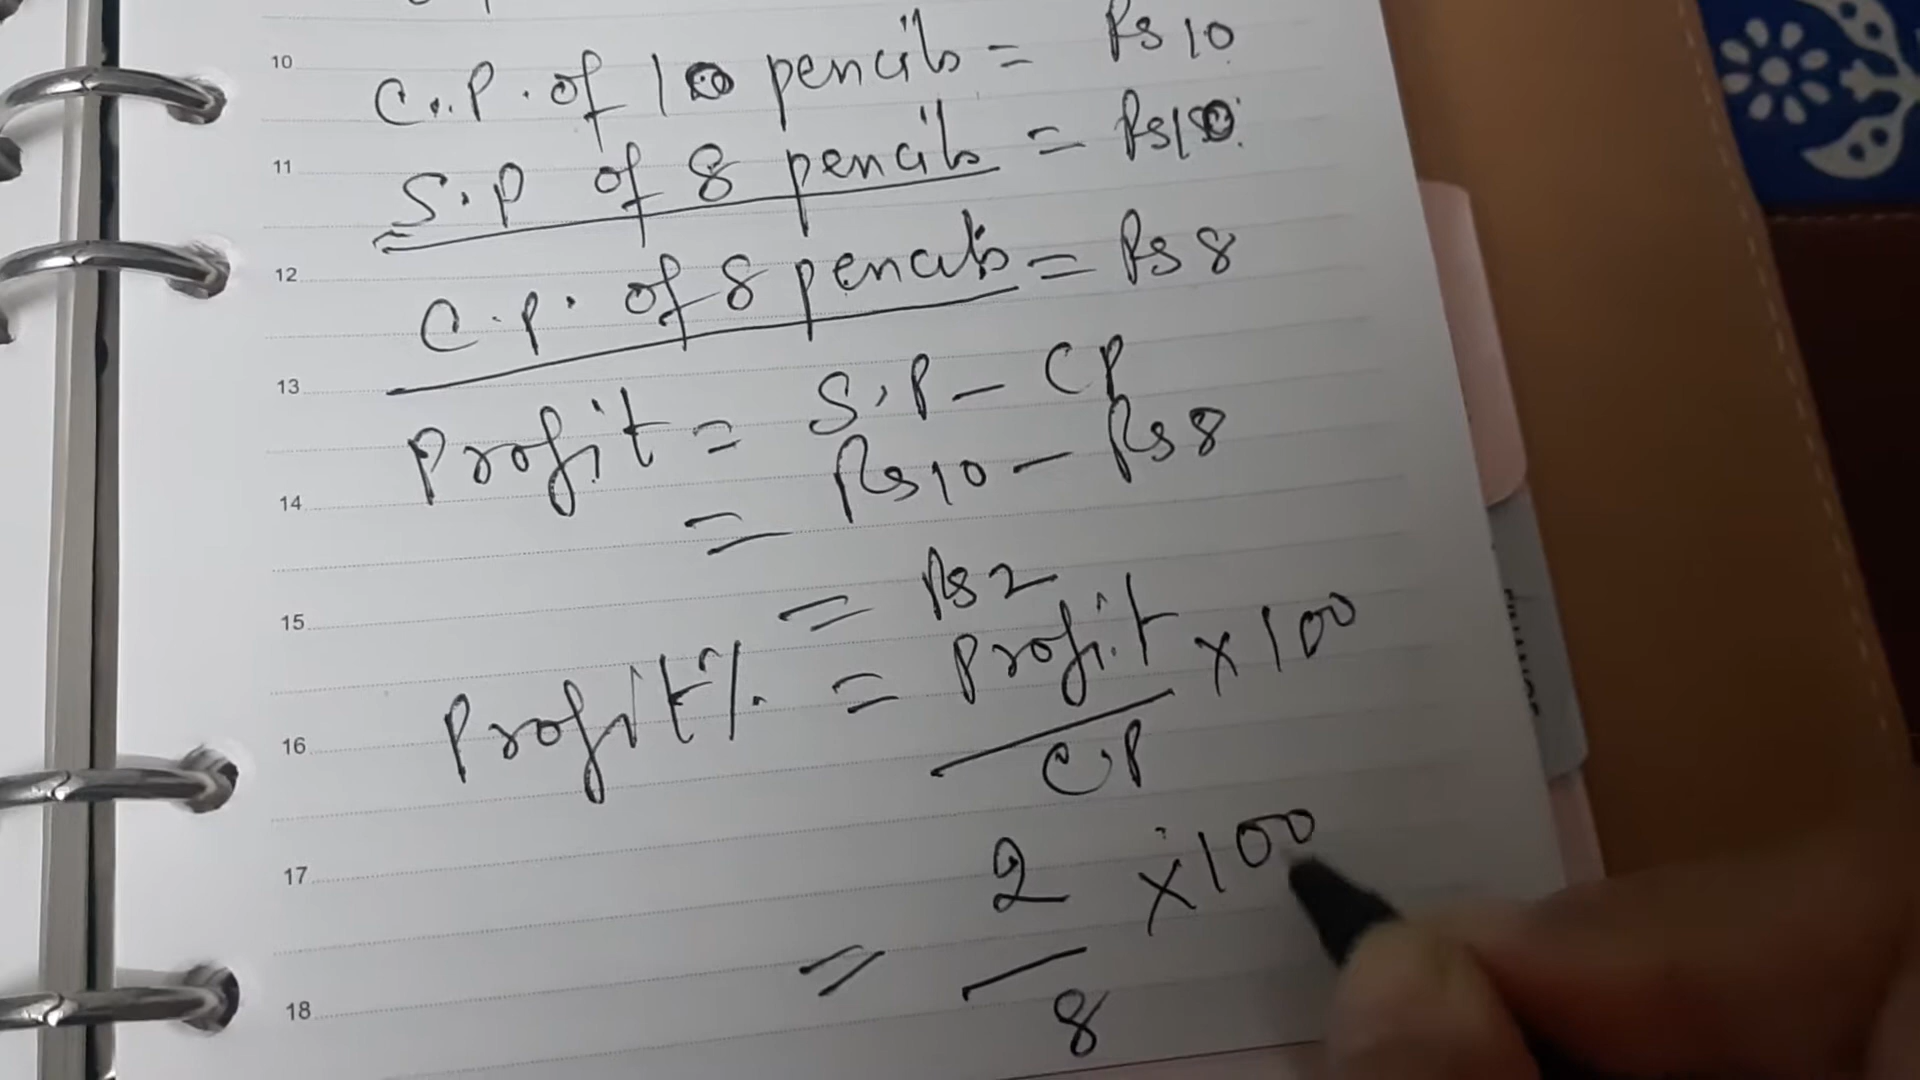 10
C.P. of 10 pencils = Rs 10
11
S.P of 8 pencils = Rs 10.
12
C.P. of 8 pencils = Rs 8
13
Profit = S.P - CP
14
= Rs 10 - Rs 8
15
= Rs 2
16
Profit% = Profit/C.P × 100
17
= 2/8 × 100
18